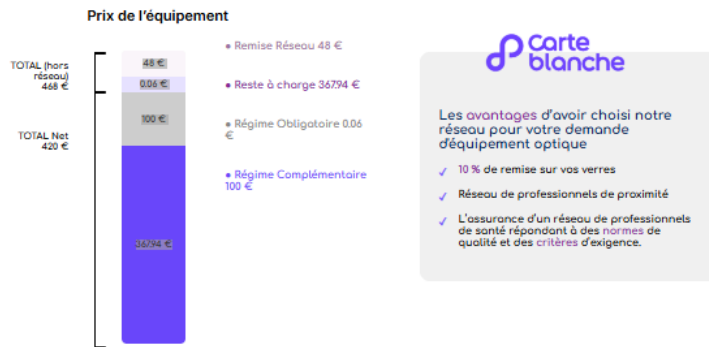 Prix de l'équipement
TOTAL (hors
réseau)
468 €
TOTAL Net
420 €
48 €
0.06 €
100 €
367.94 €
• Remise Réseau 48 €
• Reste à charge 367.94 €
• Régime Obligatoire 0.06
€
• Régime Complémentaire
100 €
Carte
blanche
Les avantages d'avoir choisi notre
réseau pour votre demande
d'équipement optique
✓ 10 % de remise sur vos verres
✓ Réseau de professionnels de proximité
✓ L'assurance d'un réseau de professionnels
de santé répondant à des normes de
qualité et des critères d'exigence.